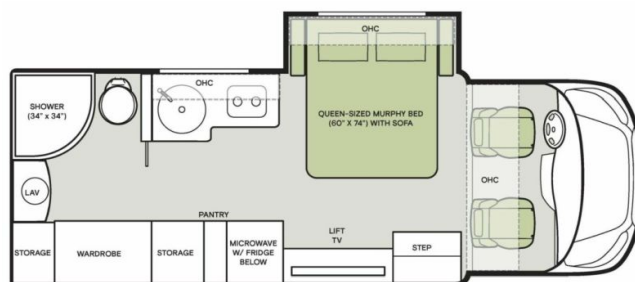 OHC
SHOWER
(34" x 34")
OHC
QUEEN-SIZED MURPHY BED
(60" X 74") WITH SOFA
OHC
LAV
PANTRY
LIFT
TV
STORAGE
WARDROBE
STORAGE
MICROWAVE
W/ FRIDGE
BELOW
STEP